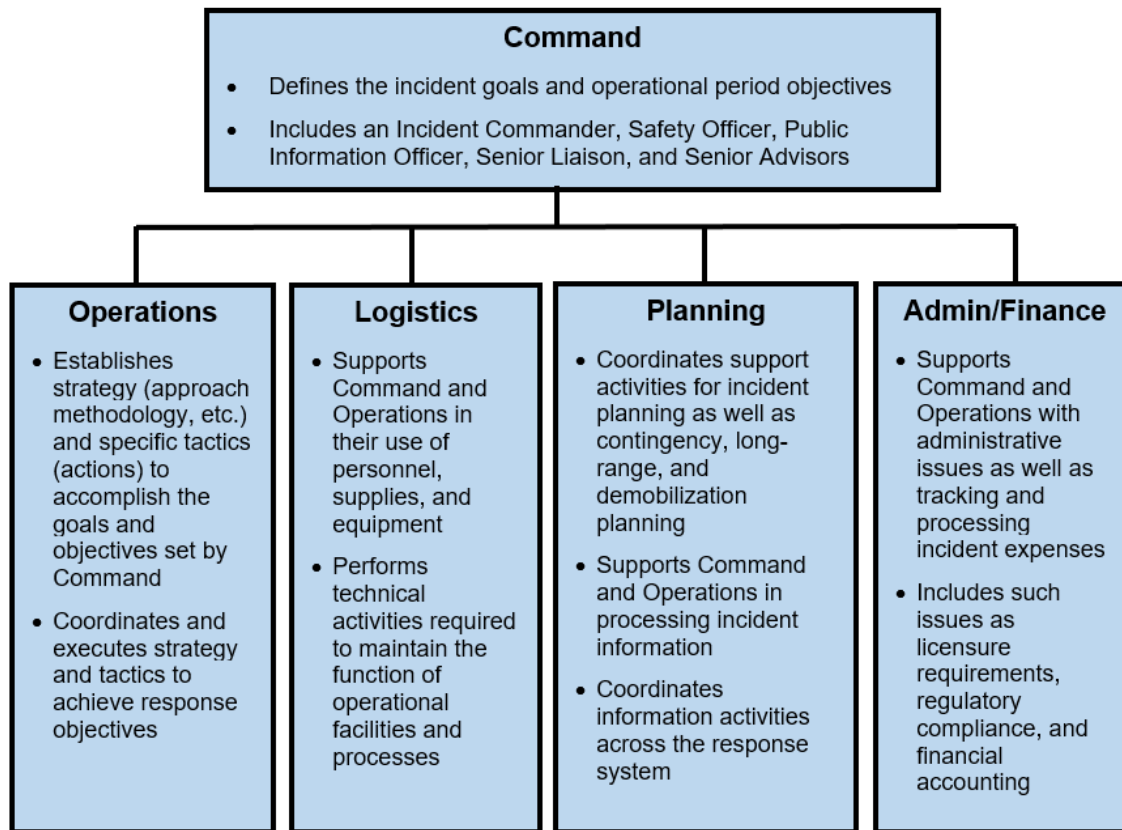 Command
• Defines the incident goals and operational period objectives
• Includes an Incident Commander, Safety Officer, Public
Information Officer, Senior Liaison, and Senior Advisors
Operations
• Establishes
strategy (approach
methodology, etc.)
and specific tactics
(actions) to
accomplish the
goals and
objectives set by
Command
• Coordinates and
executes strategy
and tactics to
achieve response
objectives
Logistics
• Supports
Command and
Operations in
their use of
personnel,
supplies, and
equipment
• Performs
technical
activities required
to maintain the
function of
operational
facilities and
processes
Planning
• Coordinates support
activities for incident
planning as well as
contingency, long-
range, and
demobilization
planning
• Supports Command
and Operations in
processing incident
information
• Coordinates
information activities
across the response
system
Admin/Finance
• Supports
Command and
Operations with
administrative
issues as well as
tracking and
processing
incident expenses
• Includes such
issues as
licensure
requirements,
regulatory
compliance, and
financial
accounting